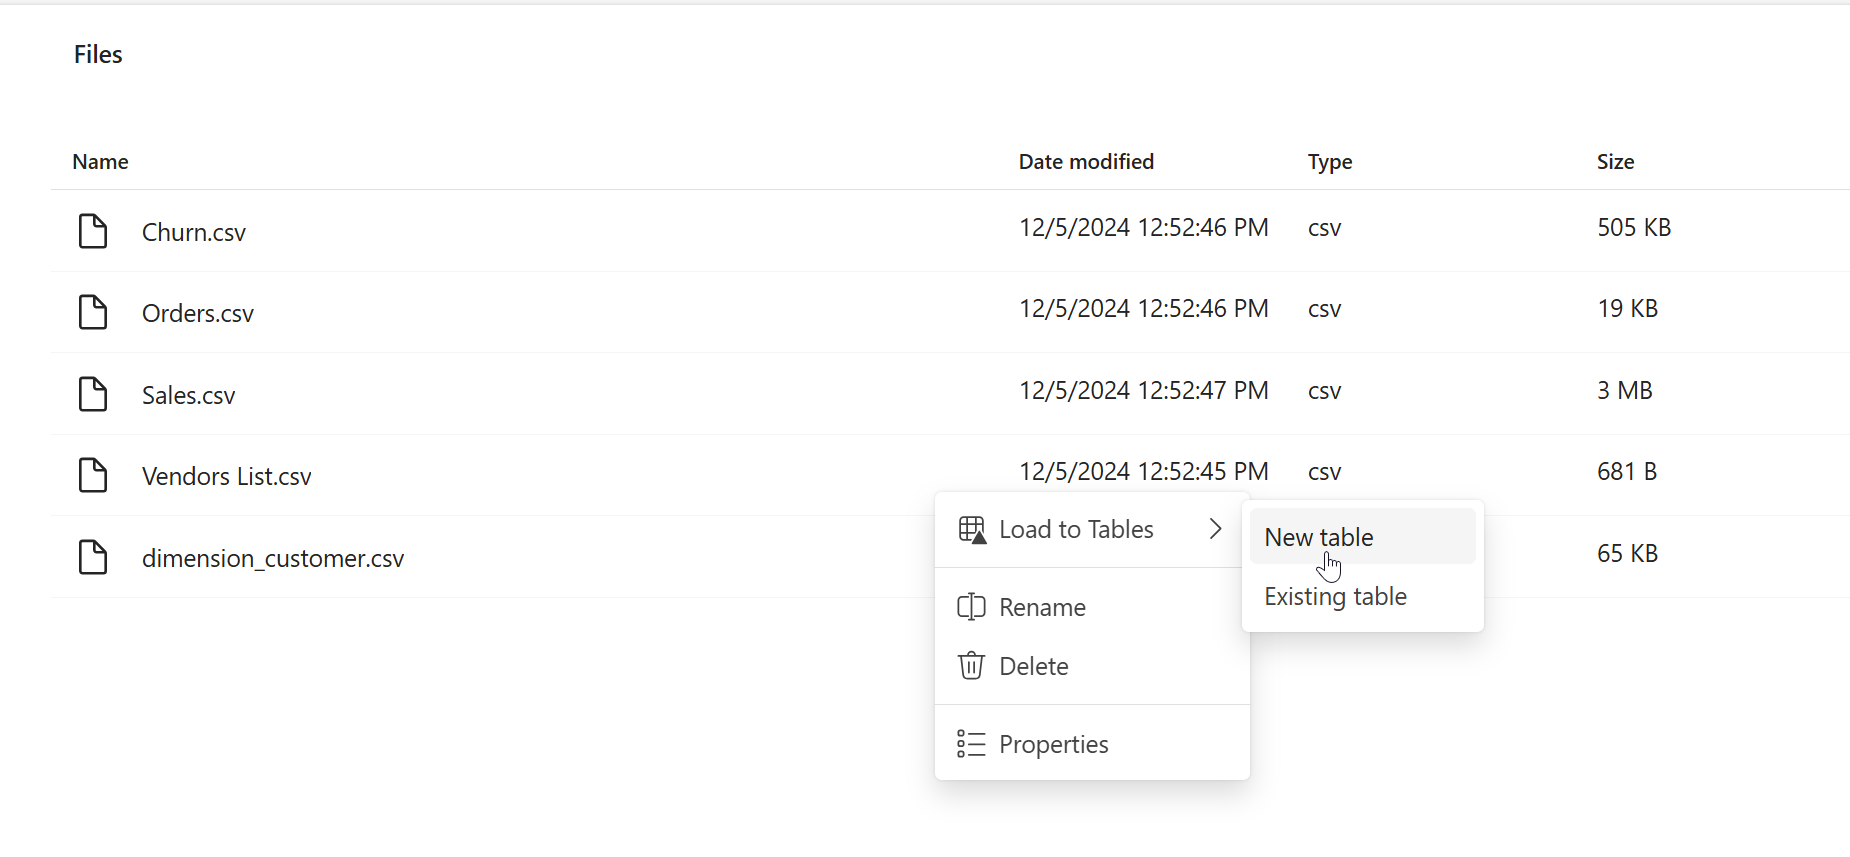 Files
Name Date modified Type Size
Churn.csv 12/5/2024 12:52:46 PM csv 505 KB
Orders.csv 12/5/2024 12:52:46 PM csv 19 KB
Sales.csv 12/5/2024 12:52:47 PM csv 3 MB
Vendors List.csv 12/5/2024 12:52:45 PM csv 681 B
dimension_customer.csv 65 KB
Load to Tables
New table
Existing table
Rename
Delete
Properties